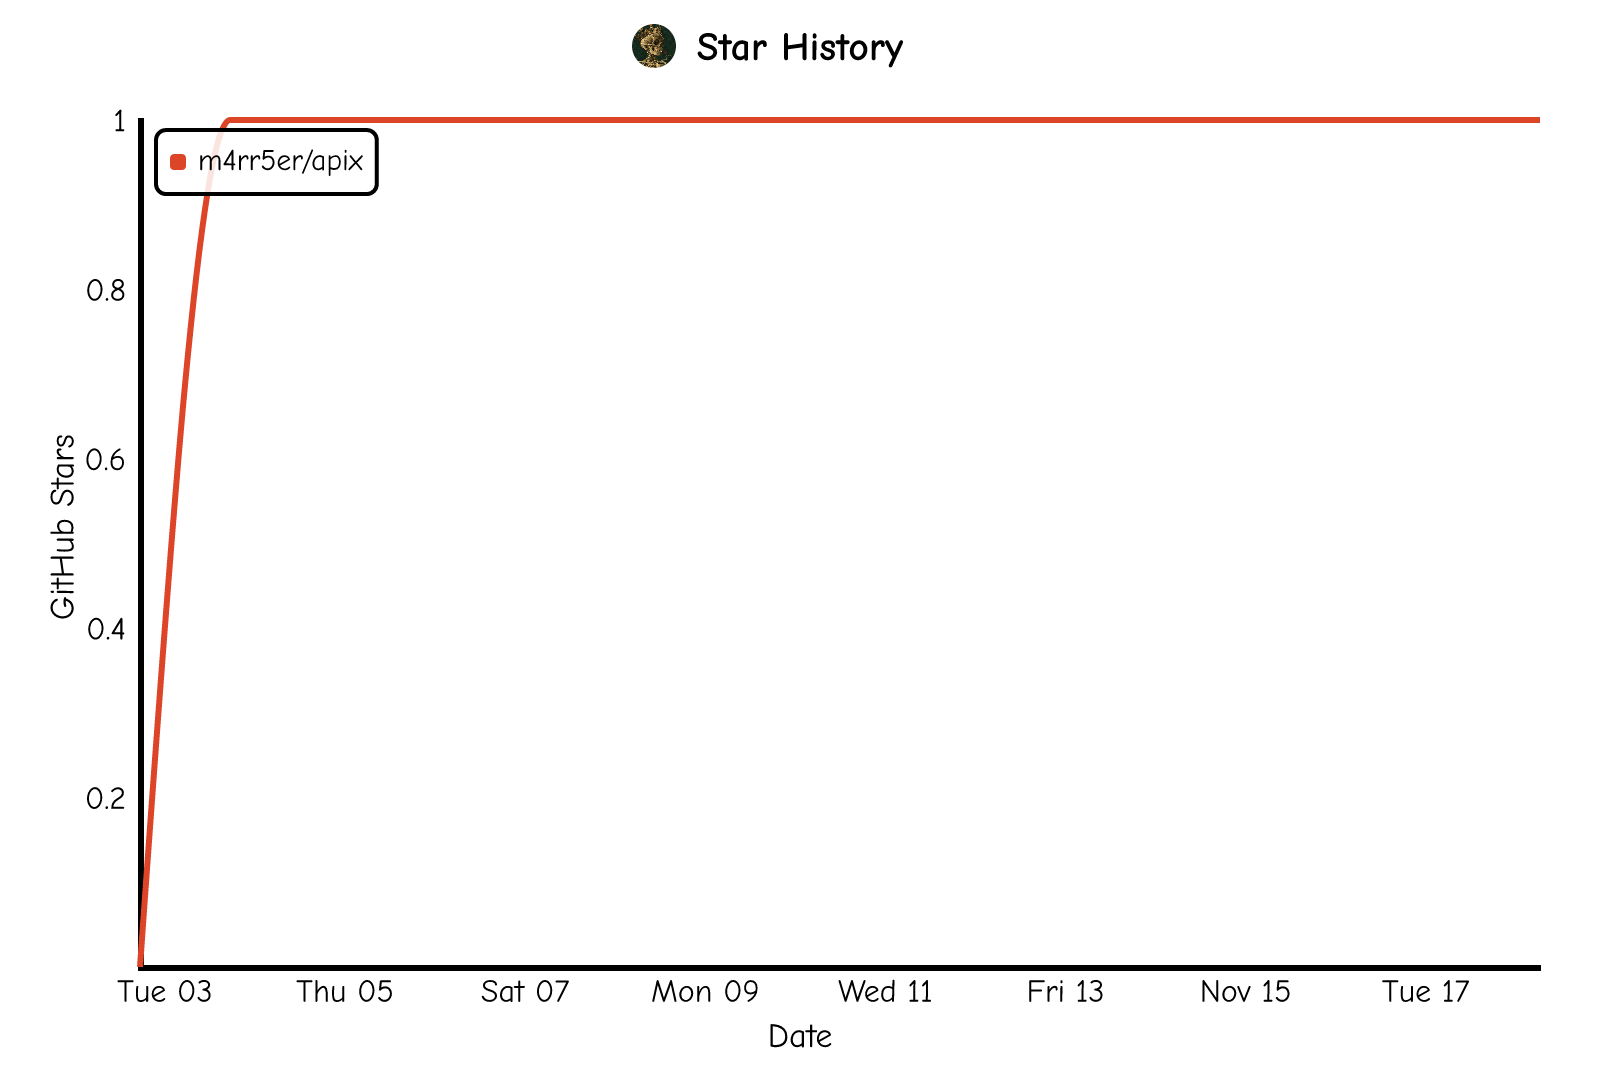 Star History
1
m4rr5er/apix
0.8
0.6
0.4
0.2
GitHub Stars
Tue 03 Thu 05 Sat 07 Mon 09 Wed 11 Fri 13 Nov 15 Tue 17
Date